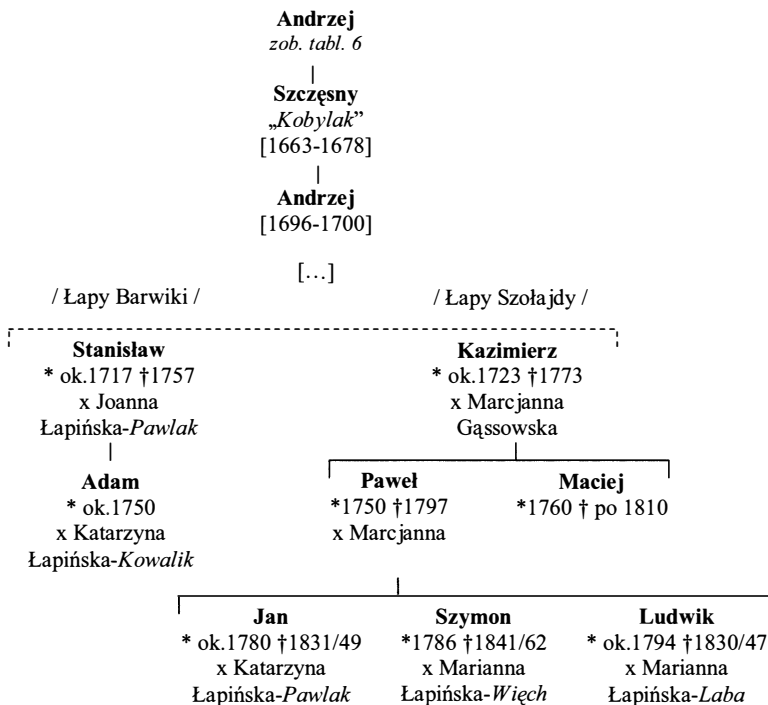 Andrzej
zob. tabl. 6
Szczęsny
„Kobylak”
[1663-1678]
Andrzej
[1696-1700]
[…]
/ Łapy Barwiki /
/ Łapy Szołajdy /
Stanisław
* ok.1717 †1757
x Joanna
Łapińska-Pawlak
Kazimierz
* ok.1723 †1773
x Marcjanna
Gąssowska
Adam
* ok.1750
x Katarzyna
Łapińska-Kowalik
Paweł
*1750 †1797
x Marcjanna
Maciej
*1760 † po 1810
Jan
* ok.1780 †1831/49
x Katarzyna
Łapińska-Pawlak
Szymon
*1786 †1841/62
x Marianna
Łapińska-Więch
Ludwik
* ok.1794 †1830/47
x Marianna
Łapińska-Laba